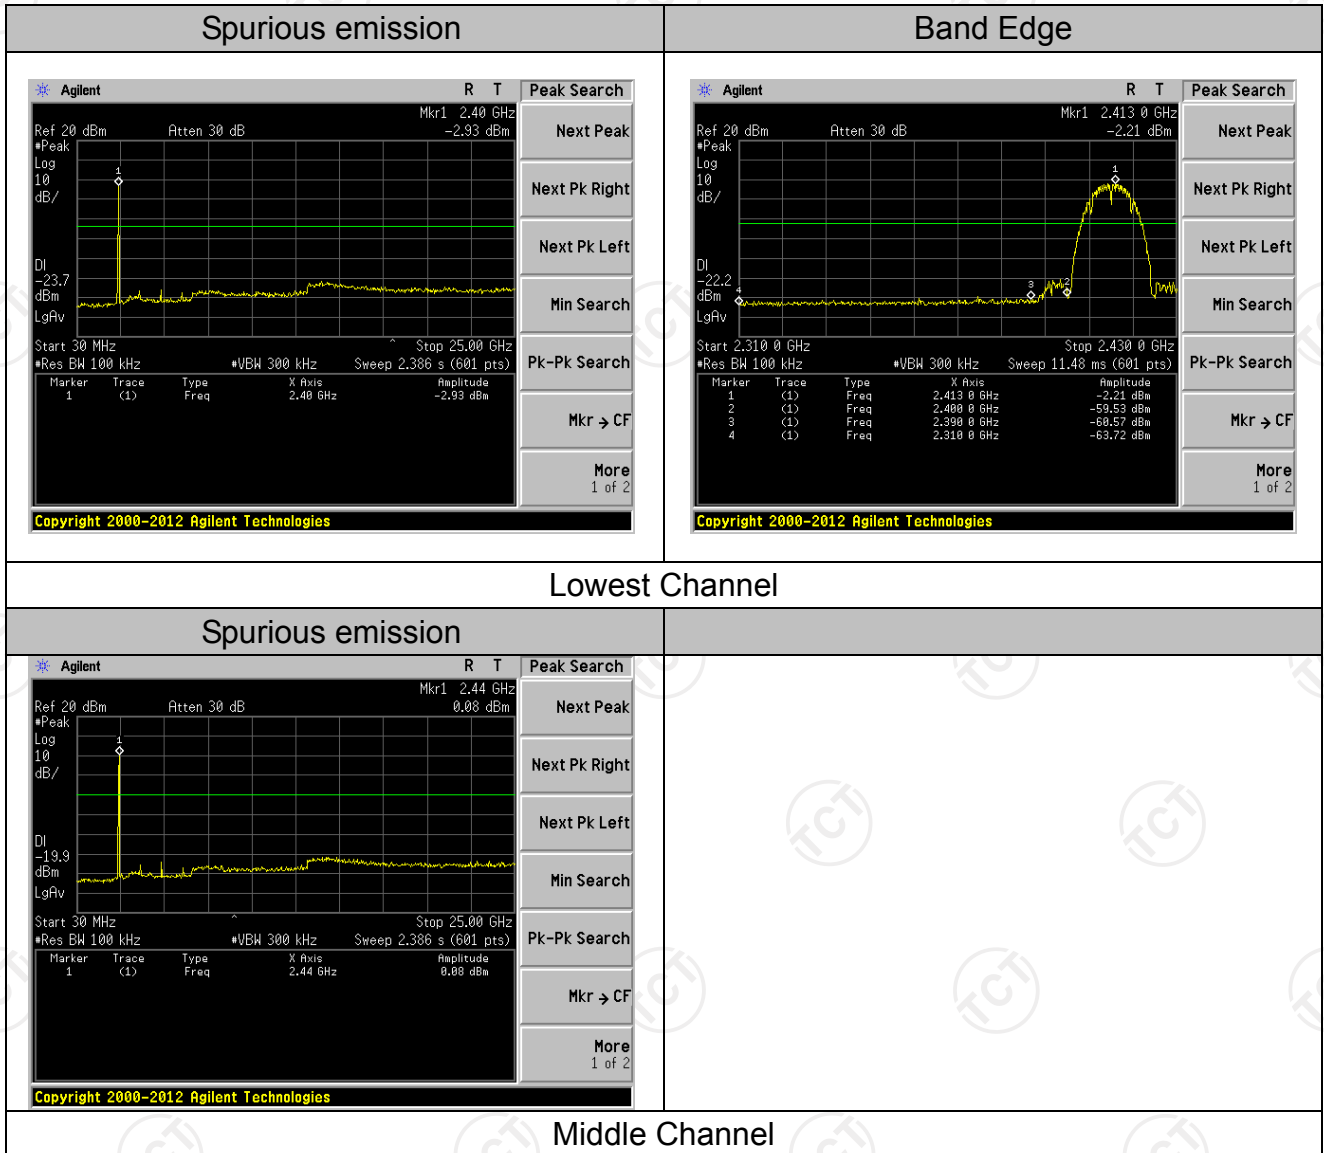 Spurious emission
Band Edge
Agilent R T Peak Search
Mkr1 2.40 GHz
Ref 20 dBm Atten 30 dB -2.93 dBm
#Peak
Log
10
dB/
1
DI
-23.7
dBm
LgAv
Start 30 MHz ^ Stop 25.00 GHz
#Res BW 100 kHz #VBW 300 kHz Sweep 2.386 s (601 pts)
Marker Trace Type X Axis Amplitude
1 (1) Freq 2.40 GHz -2.93 dBm
Next Peak
Next Pk Right
Next Pk Left
Min Search
Pk-Pk Search
Mkr → CF
More
1 of 2
Copyright 2000-2012 Agilent Technologies
Agilent R T Peak Search
Mkr1 2.413 0 GHz
Ref 20 dBm Atten 30 dB -2.21 dBm
#Peak
Log
10
dB/
1
DI
-22.2
dBm
LgAv
4
3
2
Start 2.310 0 GHz Stop 2.430 0 GHz
#Res BW 100 kHz #VBW 300 kHz Sweep 11.48 ms (601 pts)
Marker Trace Type X Axis Amplitude
1 (1) Freq 2.413 0 GHz -2.21 dBm
2 (1) Freq 2.400 0 GHz -59.53 dBm
3 (1) Freq 2.390 0 GHz -60.57 dBm
4 (1) Freq 2.310 0 GHz -63.72 dBm
Next Peak
Next Pk Right
Next Pk Left
Min Search
Pk-Pk Search
Mkr → CF
More
1 of 2
Copyright 2000-2012 Agilent Technologies
Lowest Channel
Spurious emission
Agilent R T Peak Search
Mkr1 2.44 GHz
Ref 20 dBm Atten 30 dB 0.08 dBm
#Peak
Log
10
dB/
1
DI
-19.9
dBm
LgAv
Start 30 MHz ^ Stop 25.00 GHz
#Res BW 100 kHz #VBW 300 kHz Sweep 2.386 s (601 pts)
Marker Trace Type X Axis Amplitude
1 (1) Freq 2.44 GHz 0.08 dBm
Next Peak
Next Pk Right
Next Pk Left
Min Search
Pk-Pk Search
Mkr → CF
More
1 of 2
Copyright 2000-2012 Agilent Technologies
TCT
TCT
TCT
TCT
Middle Channel